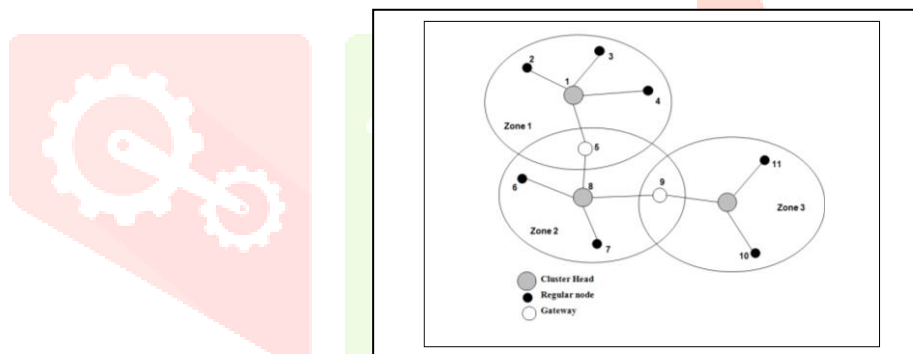 2
3
1
4
Zone 1
5
11
6
8
9
Zone 3
Zone 2
7
10
Cluster Head
Regular node
Gateway